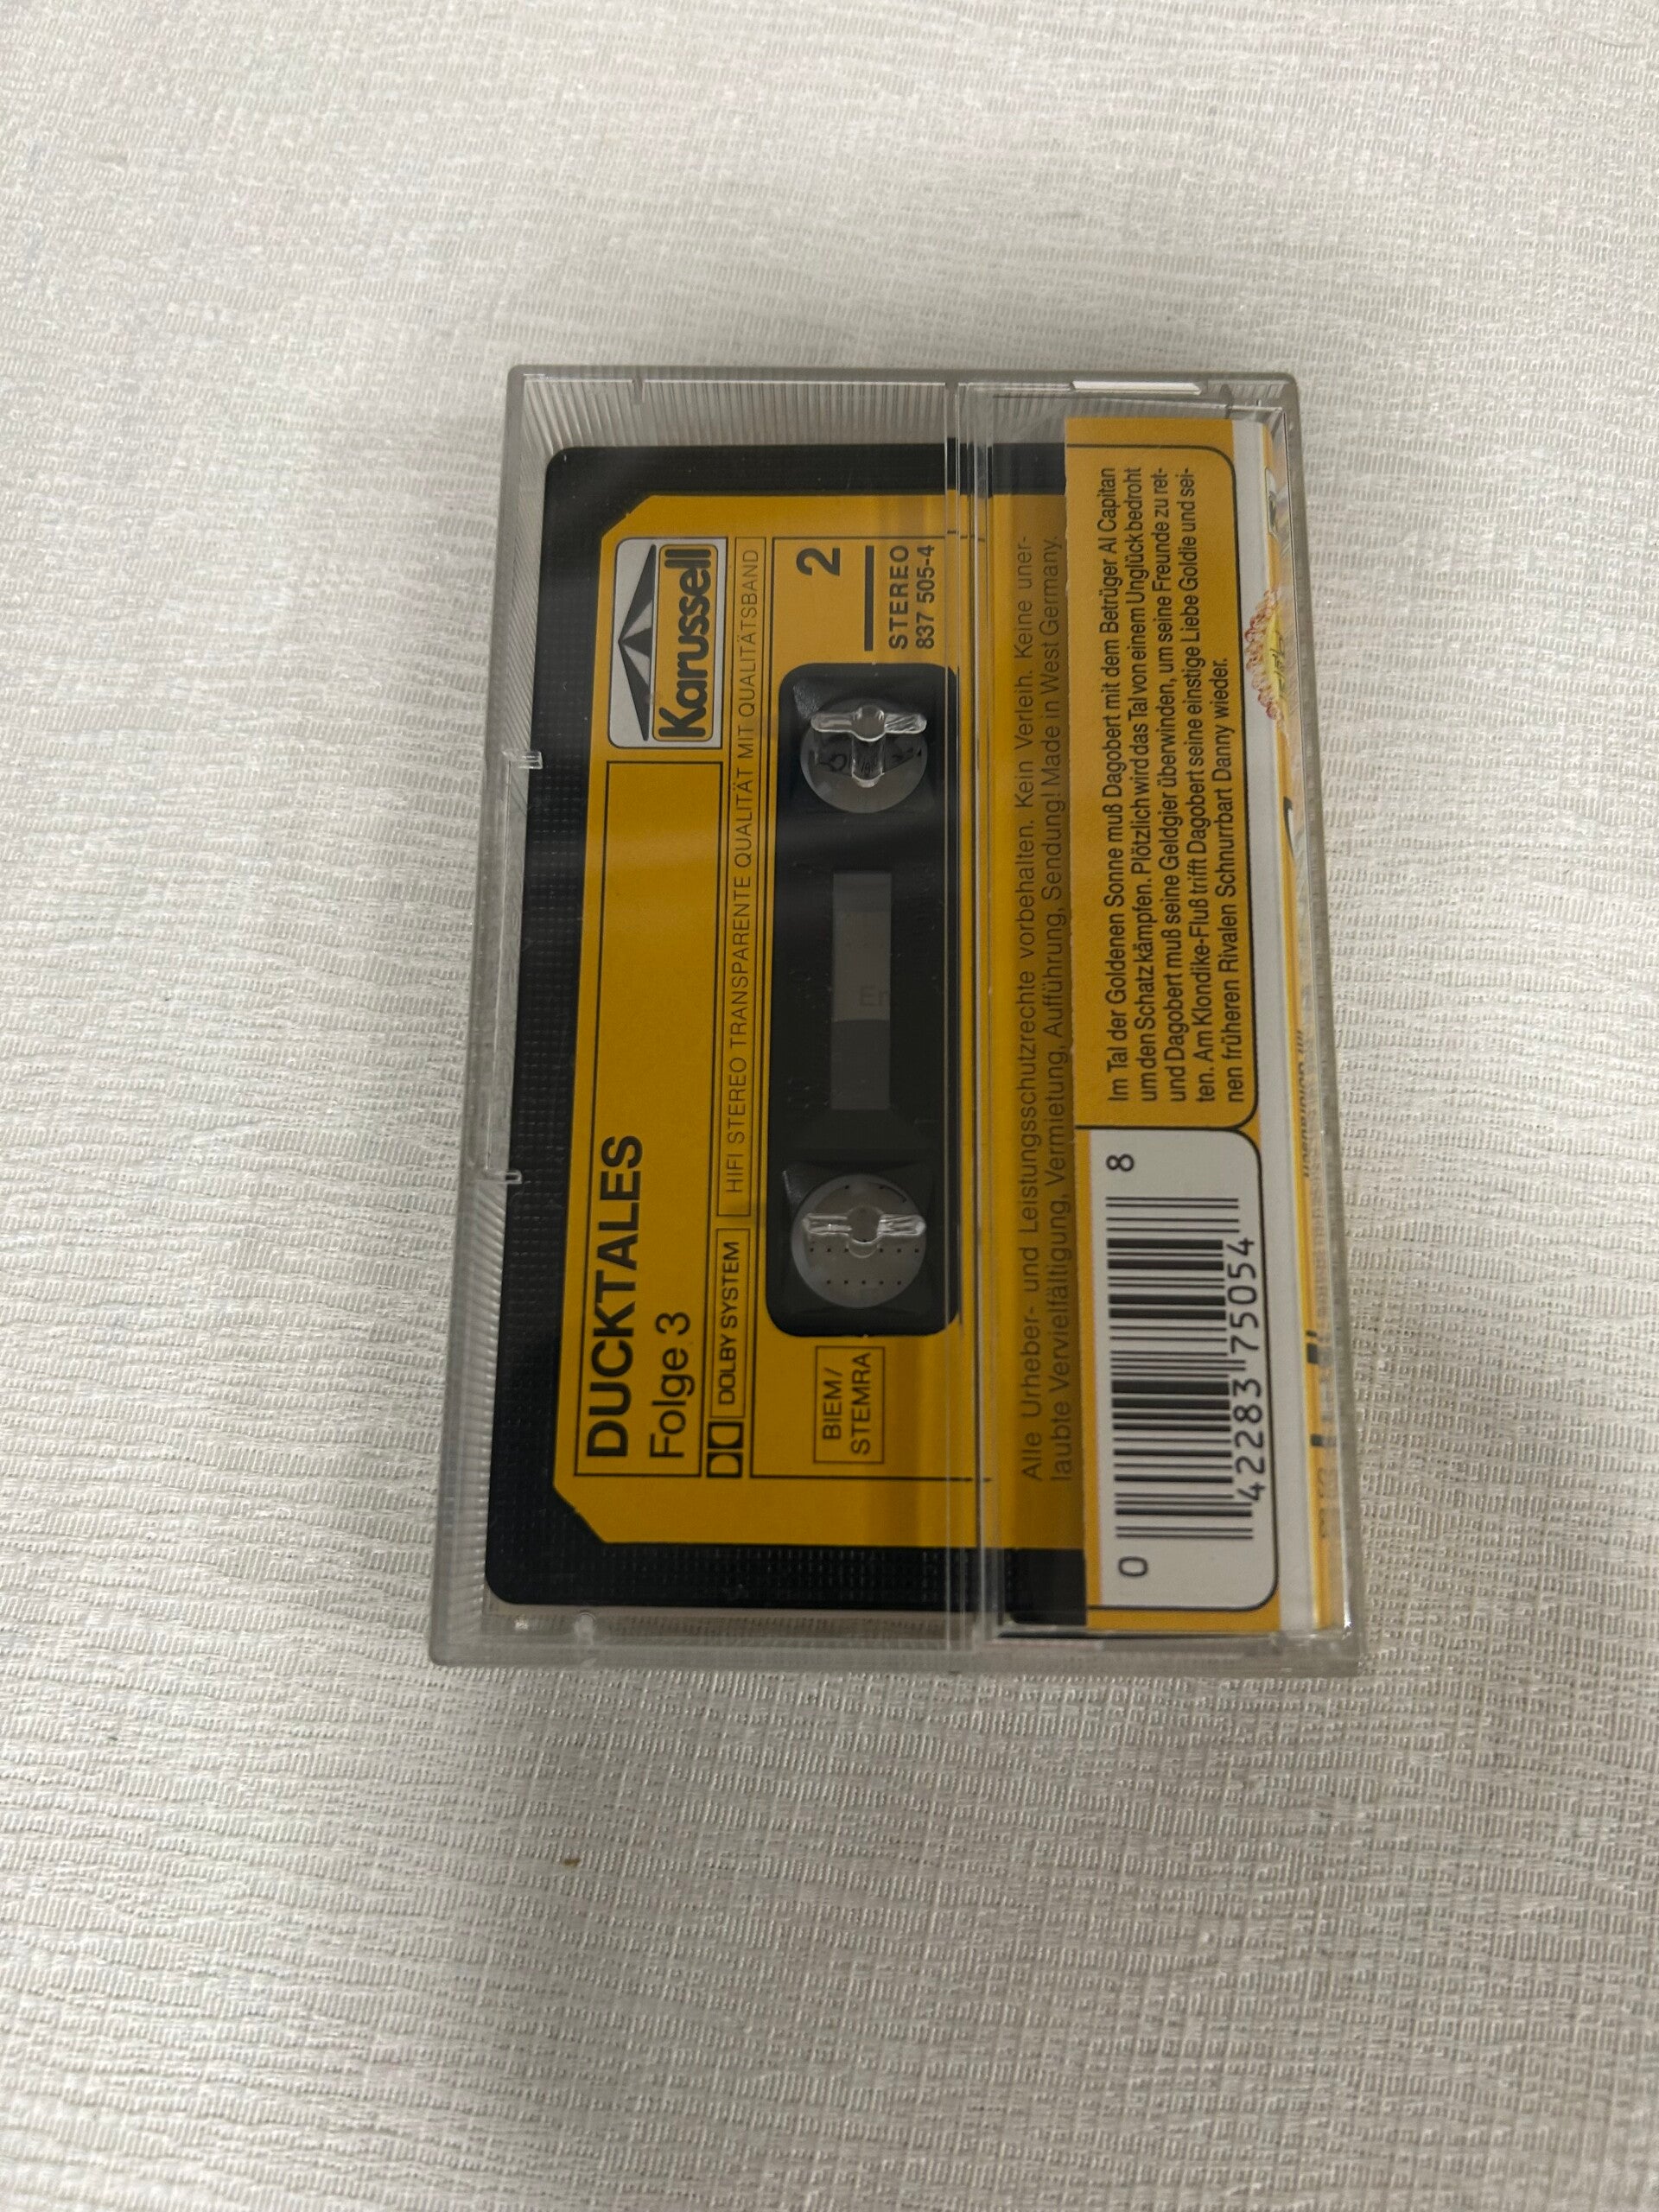 DUCKTALES
Folge 3
Karussell
DOLBY SYSTEM
HIFI STEREO TRANSPARENTE QUALITÄT MIT QUALITÄTSBAND
BIEM/
STEMRA
2
STEREO
837 505-4
Alle Urheber- und Leistungsschutzrechte vorbehalten. Kein Verleih. Keine uner-
laubte Vervielfältigung, Vermietung, Aufführung, Sendung! Made in West Germany.
0 42283 75054 8
Im Tal der Goldenen Sonne muß Dagobert mit dem Betrüger Al Capitan
um den Schatz kämpfen. Plötzlich wird das Tal von einem Unglück bedroht
und Dagobert muß seine Geldgier überwinden, um seine Freunde zu ret-
ten. Am Klondike-Fluß trifft Dagobert seine einstige Liebe Goldie und sei-
nen früheren Rivalen Schnurrbart Danny wieder.